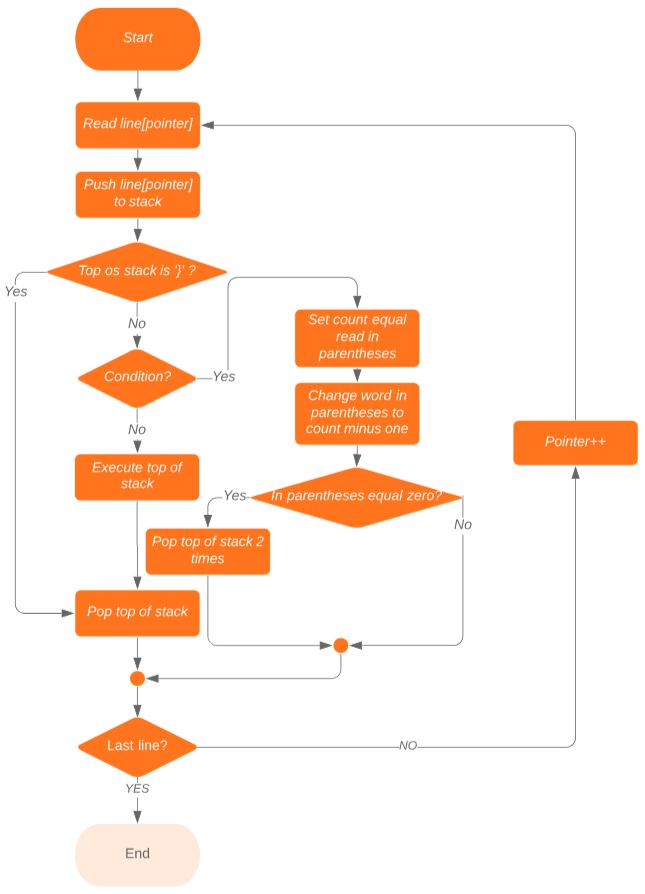 Start
Read line[pointer]
Push line[pointer]
to stack
Top os stack is '}' ?
Yes
No
Condition?
Yes
No
Set count equal
read in
parentheses
Change word in
parentheses to
count minus one
In parentheses equal zero?
Yes
No
Execute top of
stack
Pop top of stack 2
times
Pop top of stack
Pointer++
Last line?
NO
YES
End